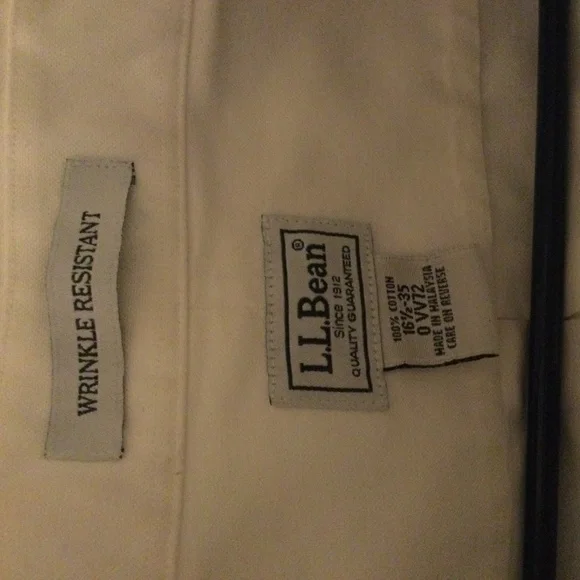 WRINKLE RESISTANT
L.L.Bean®
Since 1912
QUALITY GUARANTEED
100% COTTON
16½-35
0 VV72
MADE IN MALAYSIA
CARE ON REVERSE